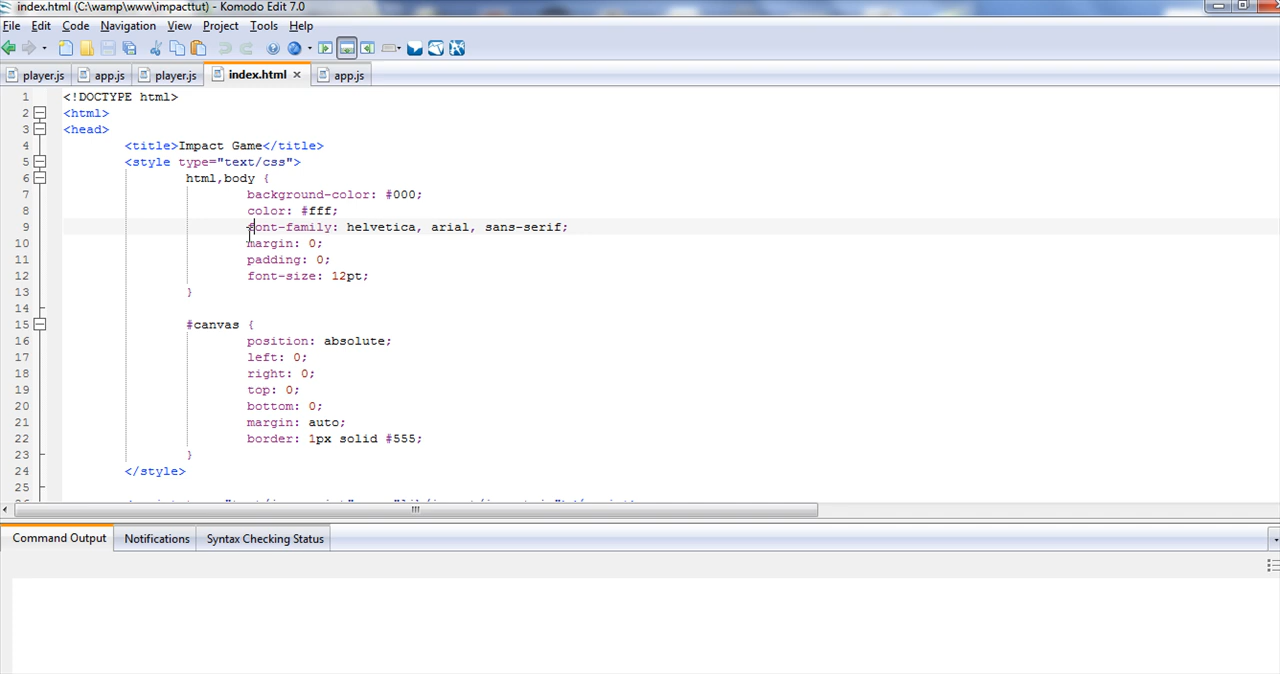 index.html (C:\wamp\www\impacttut) - Komodo Edit 7.0
File Edit Code Navigation View Project Tools Help
player.js app.js player.js index.html × app.js
1 <!DOCTYPE html>
2 <html>
3 <head>
4 <title>Impact Game</title>
5 <style type="text/css">
6 html,body {
7 background-color: #000;
8 color: #fff;
9 font-family: helvetica, arial, sans-serif;
10 margin: 0;
11 padding: 0;
12 font-size: 12pt;
13 }
14
15 #canvas {
16 position: absolute;
17 left: 0;
18 right: 0;
19 top: 0;
20 bottom: 0;
21 margin: auto;
22 border: 1px solid #555;
23 }
24 </style>
25
Command Output Notifications Syntax Checking Status